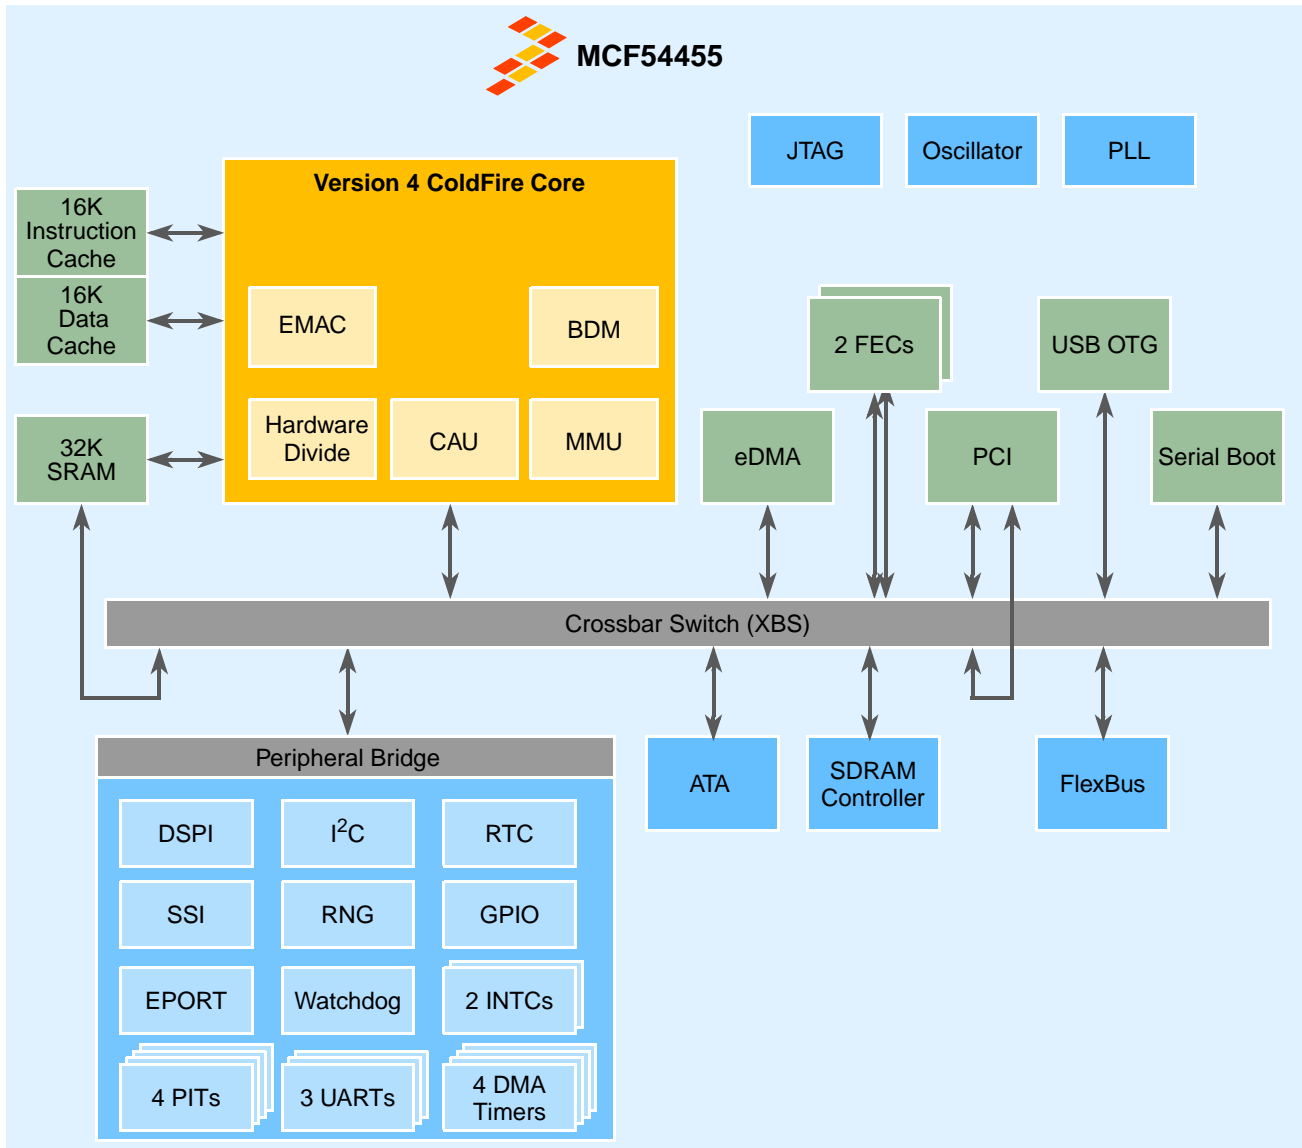 MCF54455
JTAG
Oscillator
PLL
Version 4 ColdFire Core
16K
Instruction
Cache
16K
Data
Cache
EMAC
BDM
2 FECs
USB OTG
32K
SRAM
Hardware
Divide
CAU
MMU
eDMA
PCI
Serial Boot
Crossbar Switch (XBS)
Peripheral Bridge
ATA
SDRAM
Controller
FlexBus
DSPI
I²C
RTC
SSI
RNG
GPIO
EPORT
Watchdog
2 INTCs
4 PITs
3 UARTs
4 DMA
Timers